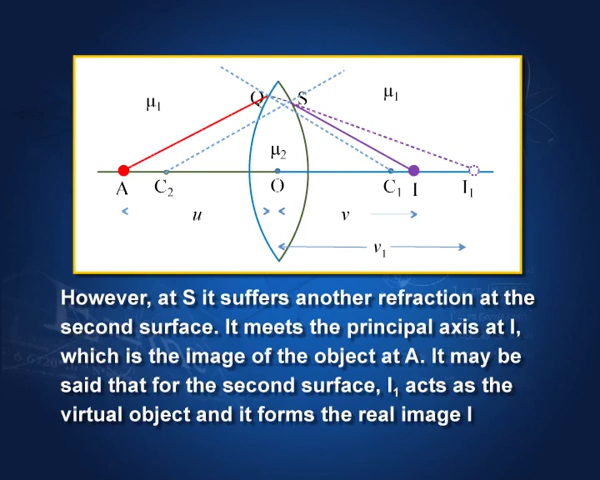 μ₁ μ₁
Q S
μ₂
A C₂ O C₁ I I₁
u v
v₁
However, at S it suffers another refraction at the
second surface. It meets the principal axis at I,
which is the image of the object at A. It may be
said that for the second surface, I₁ acts as the
virtual object and it forms the real image I